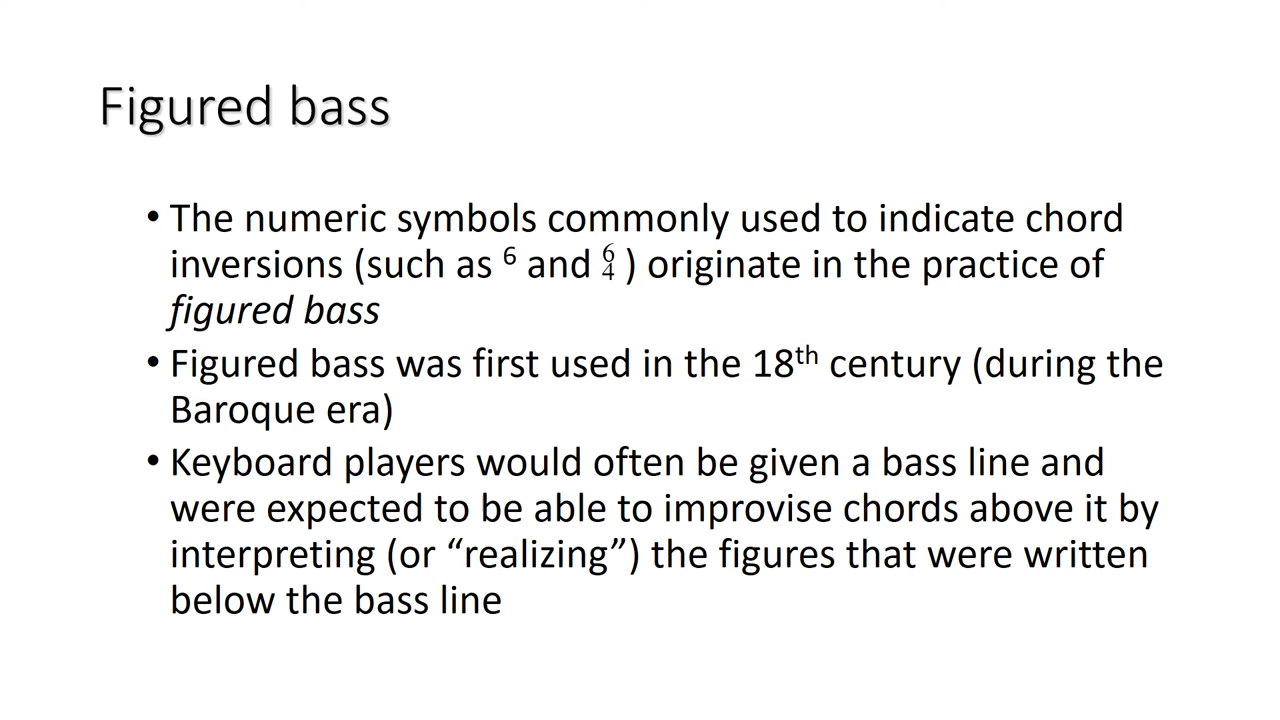 Figured bass
• The numeric symbols commonly used to indicate chord
inversions (such as ⁶ and ⁶₄ ) originate in the practice of
figured bass
• Figured bass was first used in the 18th century (during the
Baroque era)
• Keyboard players would often be given a bass line and
were expected to be able to improvise chords above it by
interpreting (or “realizing”) the figures that were written
below the bass line